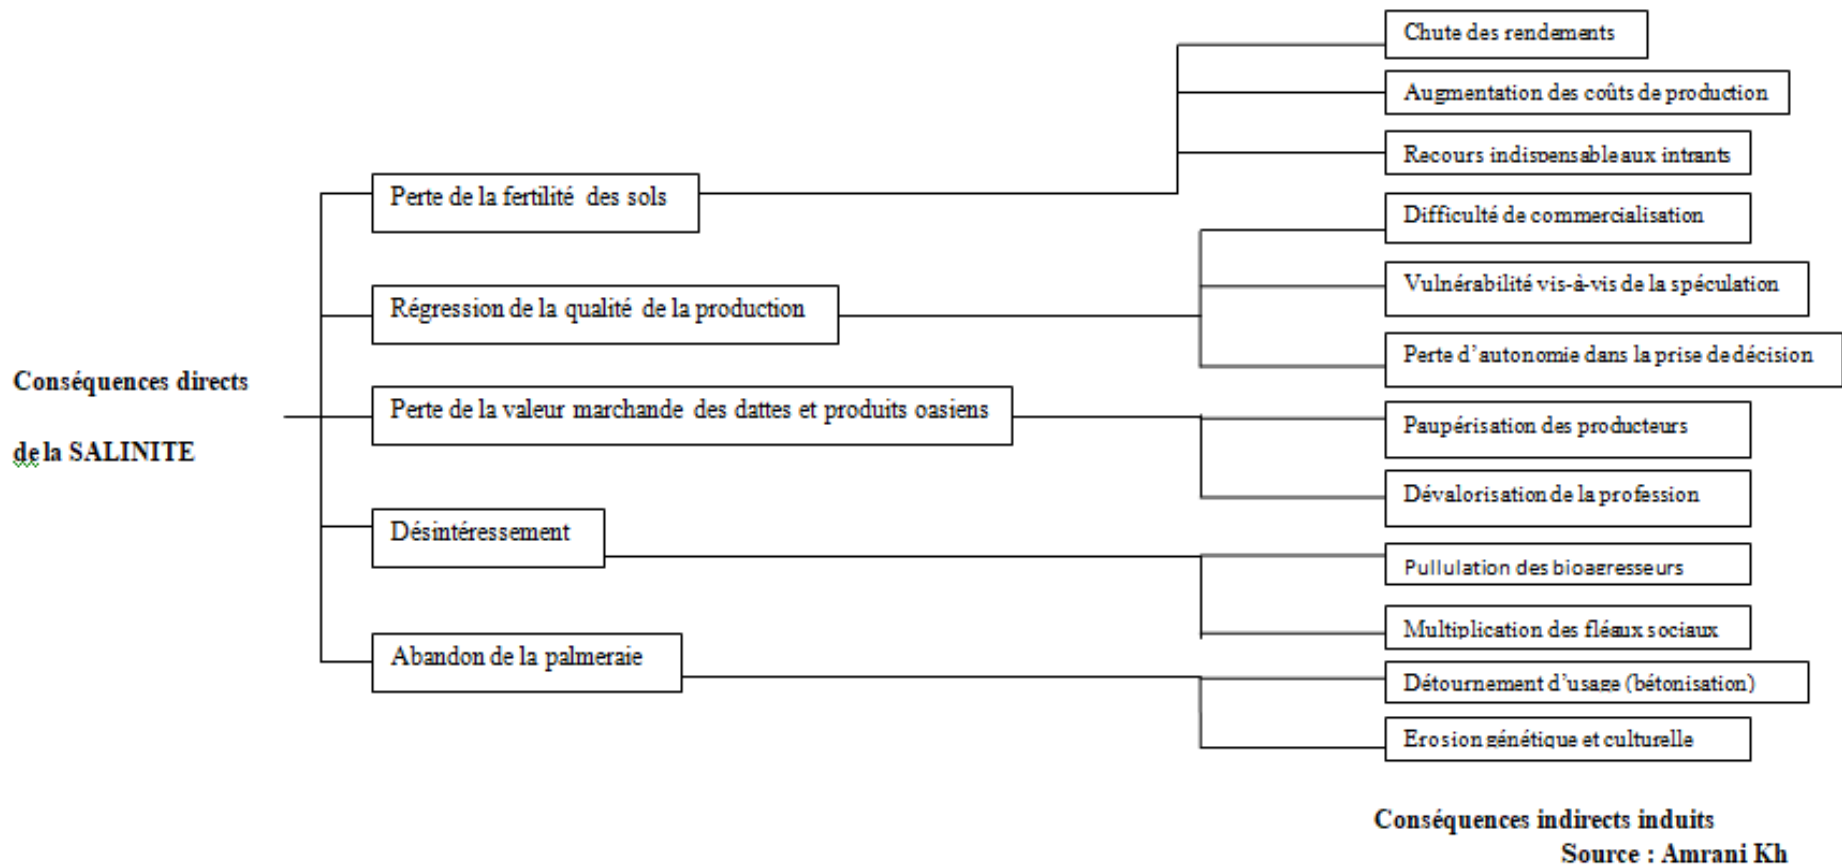 Conséquences directs
de la SALINITE
Perte de la fertilité des sols
Régression de la qualité de la production
Perte de la valeur marchande des dattes et produits oasiens
Désintéressement
Abandon de la palmeraie
Chute des rendements
Augmentation des coûts de production
Recours indispensable aux intrants
Difficulté de commercialisation
Vulnérabilité vis-à-vis de la spéculation
Perte d’autonomie dans la prise de décision
Paupérisation des producteurs
Dévalorisation de la profession
Pullulation des bioagresseurs
Multiplication des fléaux sociaux
Détournement d’usage (bétonisation)
Erosion génétique et culturelle
Conséquences indirects induits
Source : Amrani Kh